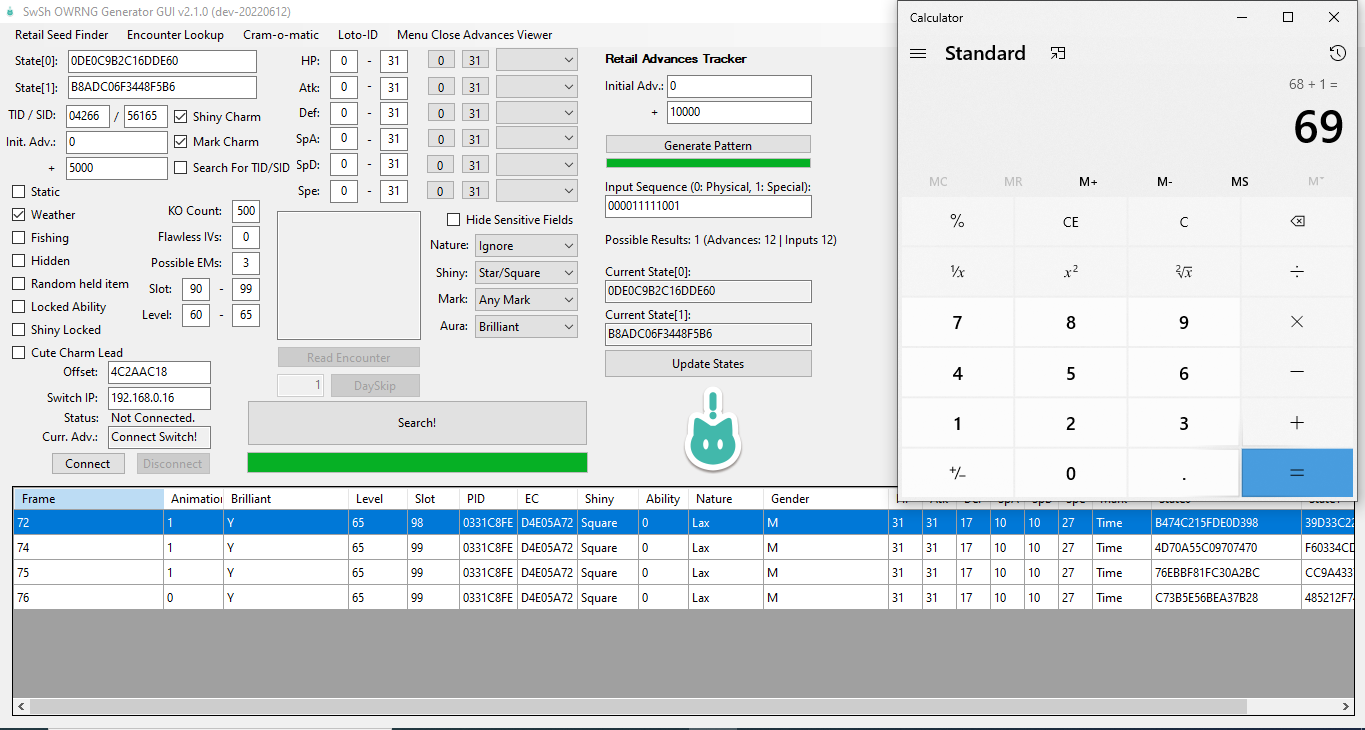 SwSh OWRNG Generator GUI v2.1.0 (dev-20220612)
Retail Seed Finder Encounter Lookup Cram-o-matic Loto-ID Menu Close Advances Viewer
State[0]: 0DE0C9B2C16DDE60
State[1]: B8ADC06F3448F5B6
TID / SID: 04266 / 56165 Shiny Charm
Init. Adv.: 0 Mark Charm
+ 5000 Search For TID/SID
Static
Weather
Fishing
Hidden
Random held item
Locked Ability
Shiny Locked
Cute Charm Lead
KO Count: 500
Flawless IVs: 0
Possible EMs: 3
Slot: 90 - 99
Level: 60 - 65
Offset: 4C2AAC18
Switch IP: 192.168.0.16
Status: Not Connected.
Curr. Adv.: Connect Switch!
Connect Disconnect
HP: 0 - 31 0 31
Atk: 0 - 31 0 31
Def: 0 - 31 0 31
SpA: 0 - 31 0 31
SpD: 0 - 31 0 31
Spe: 0 - 31 0 31
Hide Sensitive Fields
Nature: Ignore
Shiny: Star/Square
Mark: Any Mark
Aura: Brilliant
Read Encounter
1 DaySkip
Search!
Retail Advances Tracker
Initial Adv.: 0
+ 10000
Generate Pattern
Input Sequence (0: Physical, 1: Special):
000011111001
Possible Results: 1 (Advances: 12 | Inputs 12)
Current State[0]:
0DE0C9B2C16DDE60
Current State[1]:
B8ADC06F3448F5B6
Update States
Calculator
Standard
68 + 1 =
69
MC MR M+ M- MS M˅
% CE C
¹/x x² ²√x ÷
7 8 9 ×
4 5 6 −
1 2 3 +
+/− 0 . =
Frame Animation Brilliant Level Slot PID EC Shiny Ability Nature Gender
72 1 Y 65 98 0331C8FE D4E05A72 Square 0 Lax M 31 31 17 10 10 27 Time B474C215FDE0D398 39D33C22
74 1 Y 65 99 0331C8FE D4E05A72 Square 0 Lax M 31 31 17 10 10 27 Time 4D70A55C09707470 F60334CD
75 1 Y 65 99 0331C8FE D4E05A72 Square 0 Lax M 31 31 17 10 10 27 Time 76EBBF81FC30A2BC CC9A433
76 0 Y 65 99 0331C8FE D4E05A72 Square 0 Lax M 31 31 17 10 10 27 Time C73B5E56BEA37B28 485212F7